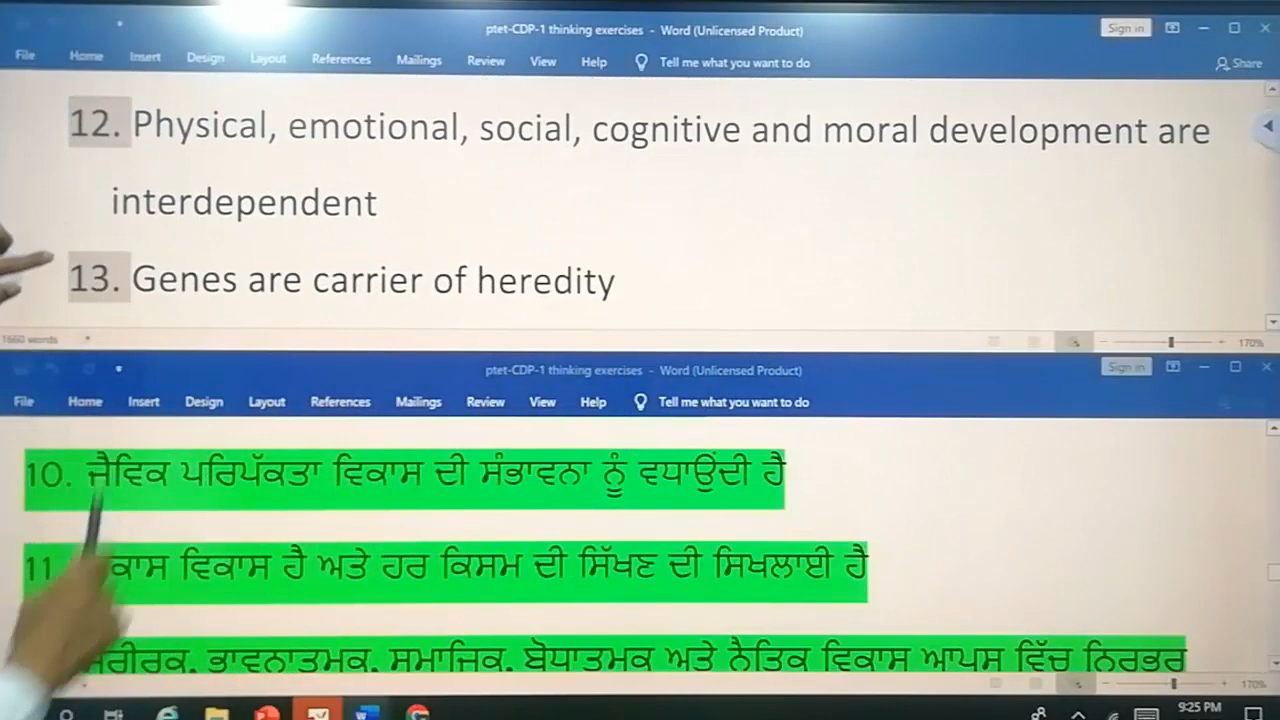 ptet-CDP-1 thinking exercises - Word (Unlicensed Product) Sign in
File Home Insert Design Layout References Mailings Review View Help Tell me what you want to do Share
12. Physical, emotional, social, cognitive and moral development are
interdependent
13. Genes are carrier of heredity
1660 words 170%
ptet-CDP-1 thinking exercises - Word (Unlicensed Product) Sign in
File Home Insert Design Layout References Mailings Review View Help Tell me what you want to do
10. ਜੈਵਿਕ ਪਰਿਪੱਕਤਾ ਵਿਕਾਸ ਦੀ ਸੰਭਾਵਨਾ ਨੂੰ ਵਧਾਉਂਦੀ ਹੈ
11 ਵਿਕਾਸ ਹੈ ਅਤੇ ਹਰ ਕਿਸਮ ਦੀ ਸਿੱਖਣ ਦੀ ਸਿਖਲਾਈ ਹੈ
ਭਾਵਨਾਤਮਕ, ਸਮਾਜਿਕ, ਬੋਧਾਤਮਕ ਅਤੇ ਨੈਤਿਕ ਵਿਕਾਸ ਆਪਸ ਵਿੱਚ ਨਿਰਭਰ
170%
9:25 PM